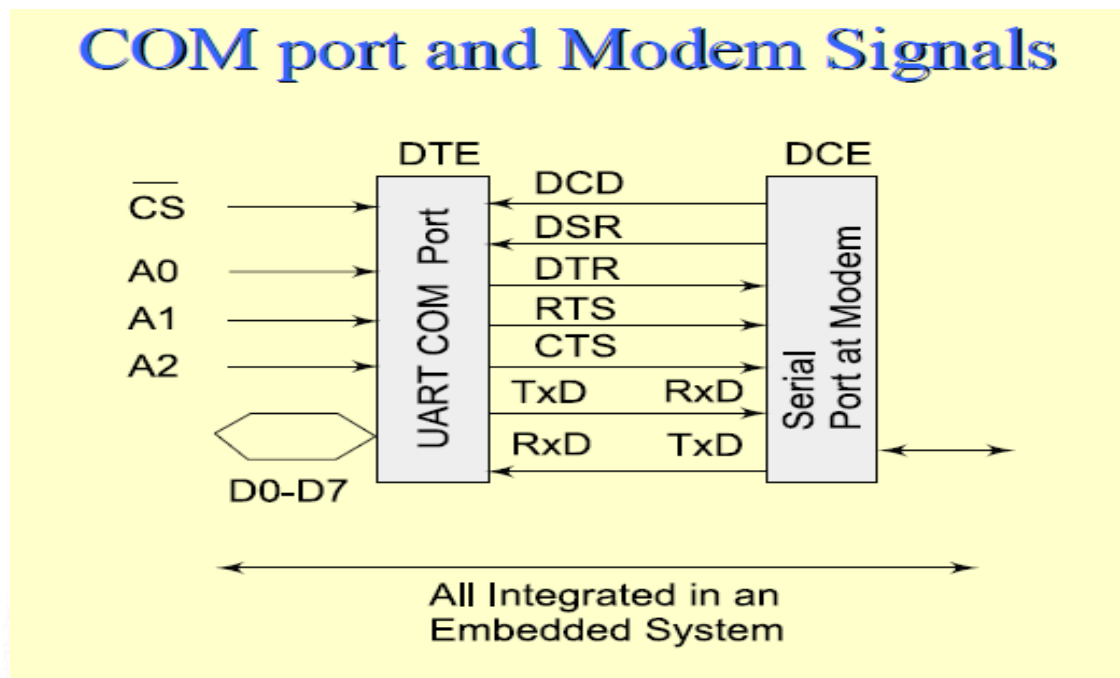 COM port and Modem Signals
DTE
DCE
CS
A0
A1
A2
D0-D7
UART COM Port
DCD
DSR
DTR
RTS
CTS
TxD RxD
RxD TxD
Serial
Port at Modem
All Integrated in an
Embedded System